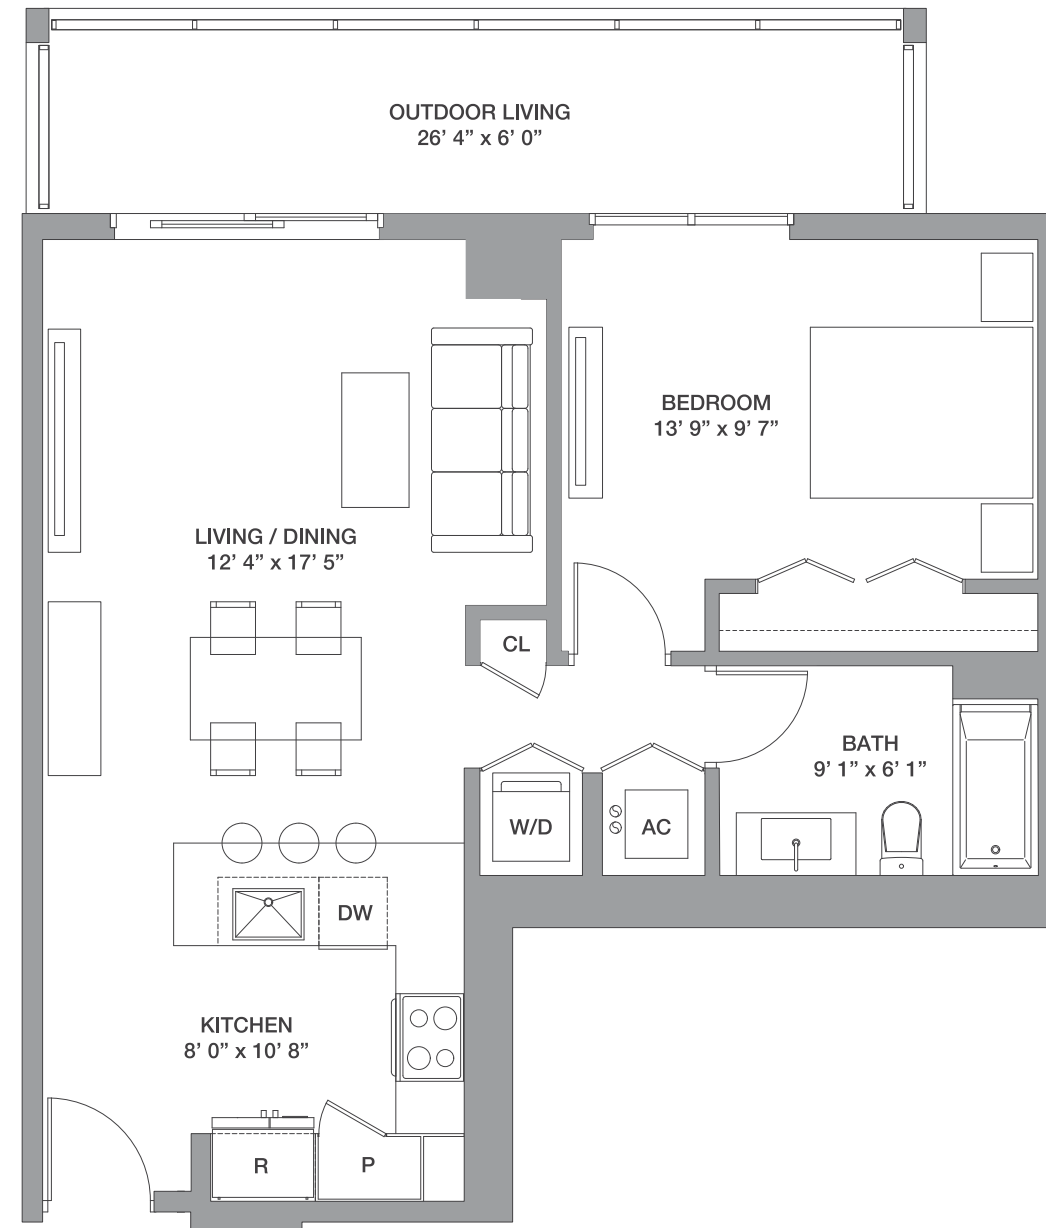 OUTDOOR LIVING
26’ 4” x 6’ 0”
BEDROOM
13’ 9” x 9’ 7”
LIVING / DINING
12’ 4” x 17’ 5”
CL
BATH
9’ 1” x 6’ 1”
W/D
AC
DW
KITCHEN
8’ 0” x 10’ 8”
R
P